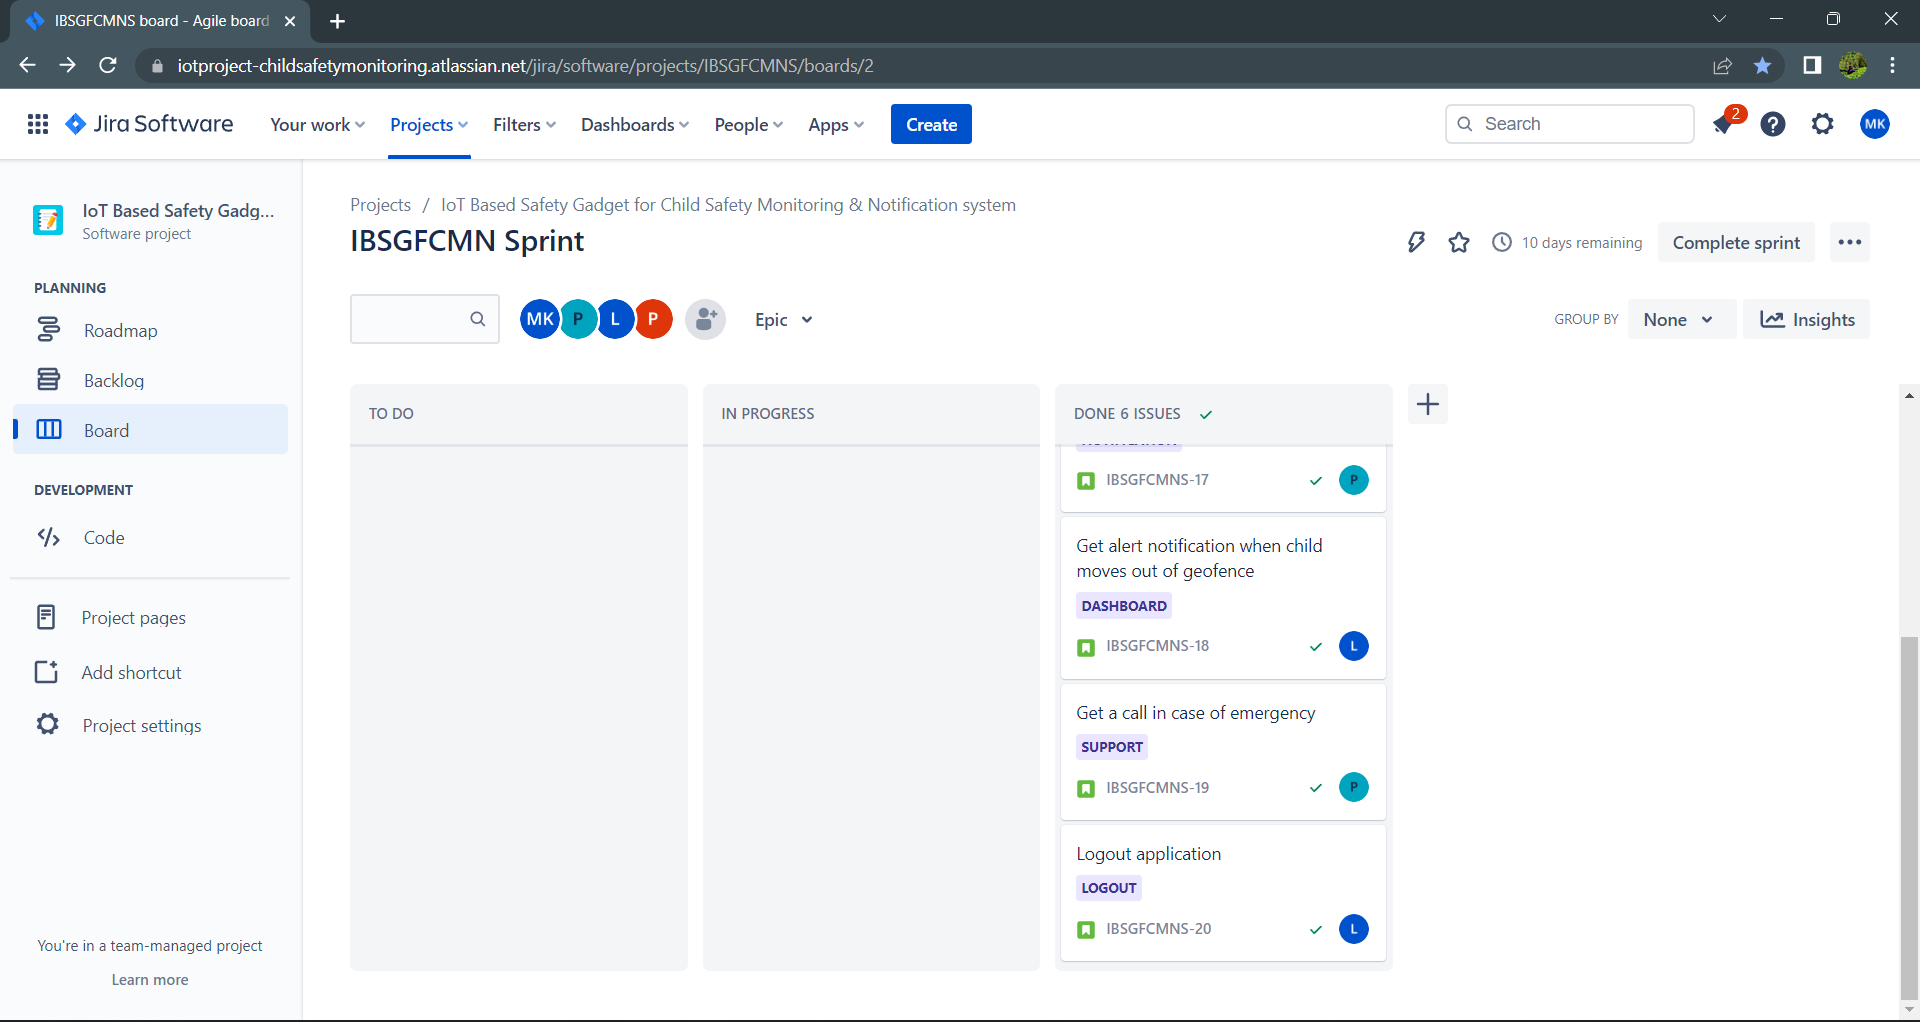 IBSGFCMNS board - Agile board
iotproject-childsafetymonitoring.atlassian.net/jira/software/projects/IBSGFCMNS/boards/2
Jira Software
Your work
Projects
Filters
Dashboards
People
Apps
Create
Search
2
MK
IoT Based Safety Gadg...
Software project
PLANNING
Roadmap
Backlog
Board
DEVELOPMENT
Code
Project pages
Add shortcut
Project settings
You're in a team-managed project
Learn more
Projects / IoT Based Safety Gadget for Child Safety Monitoring & Notification system
IBSGFCMN Sprint
10 days remaining
Complete sprint
MK P L P
Epic
GROUP BY
None
Insights
TO DO
IN PROGRESS
DONE 6 ISSUES
IBSGFCMNS-17
P
Get alert notification when child
moves out of geofence
DASHBOARD
IBSGFCMNS-18
L
Get a call in case of emergency
SUPPORT
IBSGFCMNS-19
P
Logout application
LOGOUT
IBSGFCMNS-20
L